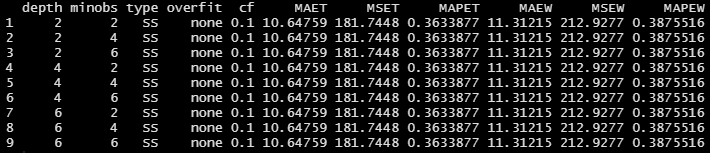 depth minobs type overfit cf MAET MSET MAPET MAEW MSEW MAPEW
1 2 2 SS none 0.1 10.64759 181.7448 0.3633877 11.31215 212.9277 0.3875516
2 2 4 SS none 0.1 10.64759 181.7448 0.3633877 11.31215 212.9277 0.3875516
3 2 6 SS none 0.1 10.64759 181.7448 0.3633877 11.31215 212.9277 0.3875516
4 4 2 SS none 0.1 10.64759 181.7448 0.3633877 11.31215 212.9277 0.3875516
5 4 4 SS none 0.1 10.64759 181.7448 0.3633877 11.31215 212.9277 0.3875516
6 4 6 SS none 0.1 10.64759 181.7448 0.3633877 11.31215 212.9277 0.3875516
7 6 2 SS none 0.1 10.64759 181.7448 0.3633877 11.31215 212.9277 0.3875516
8 6 4 SS none 0.1 10.64759 181.7448 0.3633877 11.31215 212.9277 0.3875516
9 6 6 SS none 0.1 10.64759 181.7448 0.3633877 11.31215 212.9277 0.3875516